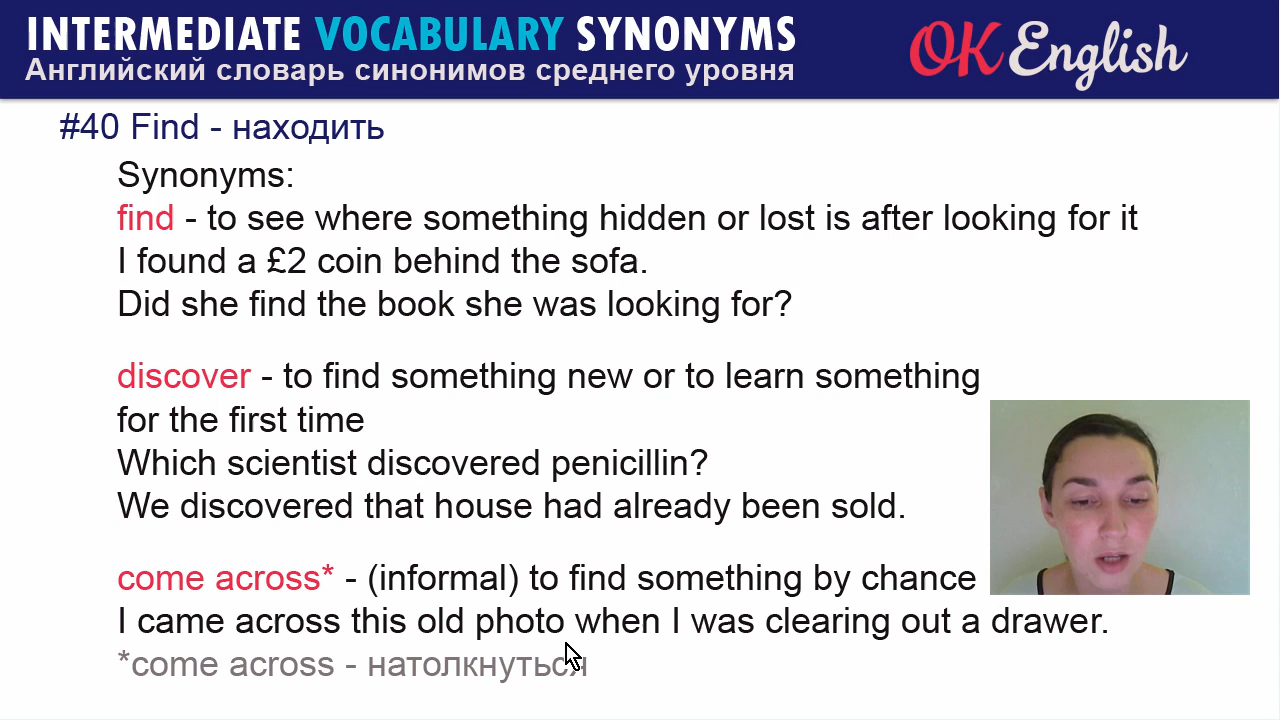 INTERMEDIATE VOCABULARY SYNONYMS
Английский словарь синонимов среднего уровня
OK English
#40 Find - находить
Synonyms:
find - to see where something hidden or lost is after looking for it
I found a £2 coin behind the sofa.
Did she find the book she was looking for?
discover - to find something new or to learn something
for the first time
Which scientist discovered penicillin?
We discovered that house had already been sold.
come across* - (informal) to find something by chance
I came across this old photo when I was clearing out a drawer.
*come across - натолкнуться